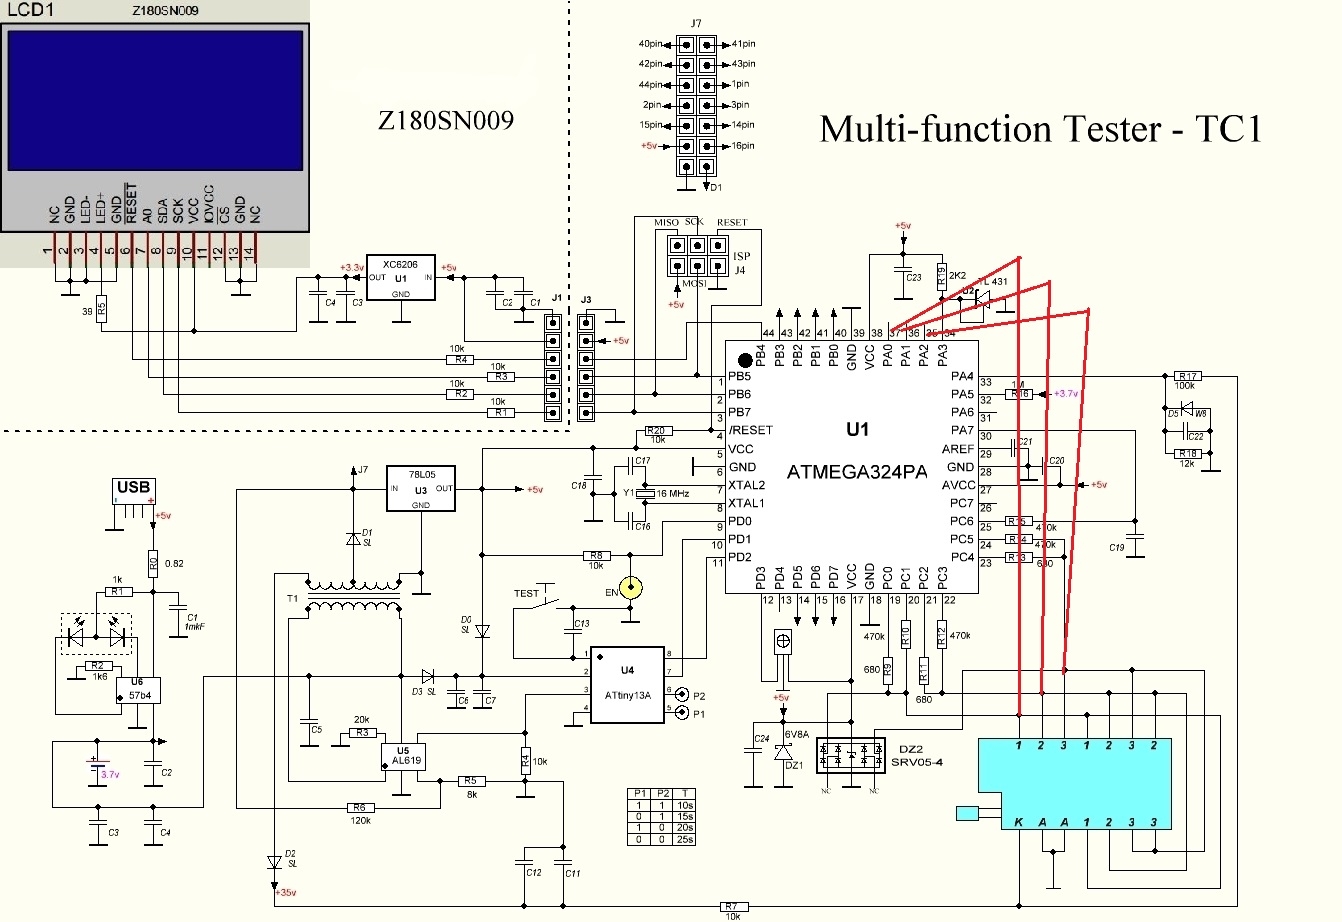 LCD1
Z180SN009
Z180SN009
Multi-function Tester - TC1
J7
40pin 41pin
42pin 43pin
44pin 1pin
2pin 3pin
15pin 14pin
+5v 16pin
D1
NC GND LED- LED+ GND RESET A0 SDA SCK VCC IOVCC CS GND NC
1 2 3 4 5 6 7 8 9 10 11 12 13 14
39 R5
+3.3v XC6206 +5v
OUT U1 IN
GND
C4 C3 C2 C1
J1 J3
+5v
10k
R4
10k
R3
10k
R2
10k
R1
MISO SCK RESET
ISP
J4
MOSI
+5v
+5v
C23 R19 2K2
U2 TL 431
44 43 42 41 40 39 38 37 36 35 34
PB4 PB3 PB2 PB1 PB0 GND VCC PA0 PA1 PA2 PA3
PB5 1
PB6 2
PB7 3
/RESET 4
VCC 5
GND 6
XTAL2 7
XTAL1 8
PD0 9
PD1 10
PD2 11
U1
ATMEGA324PA
PA4 33
PA5 32
PA6 31
PA7 30
AREF 29
GND 28
AVCC 27
PC7 26
PC6 25
PC5 24
PC4 23
PD3 PD4 PD5 PD6 PD7 VCC GND PC0 PC1 PC2 PC3
12 13 14 15 16 17 18 19 20 21 22
R17
100k
1M
R16 +3.7v
D5 W8
C22
R18
12k
C21 C20
+5v
R15 470k
R14 470k
R13 680
C19
R20
10k
C18 C17
Y1 16 MHz
C16
R8
10k
EN
TEST
C13
USB
- +
+5v
R0 0.82
1k
R1
C1
1mkF
R2
1k6
U6
57b4
3.7v
C2
C3 C4
J7
78L05
IN U3 OUT
GND
+5v
D1
SL
T1
D0
SL
D3 SL
C5 C6 C7
20k
R3
U5
AL619
R4 10k
R5
8k
R6
120k
D2
SL
+35v
C12 C11
R7
10k
U4
ATtiny13A
1 2 3 4
8 7 6 5
P2
P1
P1 P2 T
1 1 10s
0 1 15s
1 0 20s
0 0 25s
+5v
C24 6V8A
DZ1
470k R10 R12 470k
680 R9 R11 680
DZ2
SRV05-4
NC NC
1 2 3 1 2 3 2
K A A 1 2 3 3